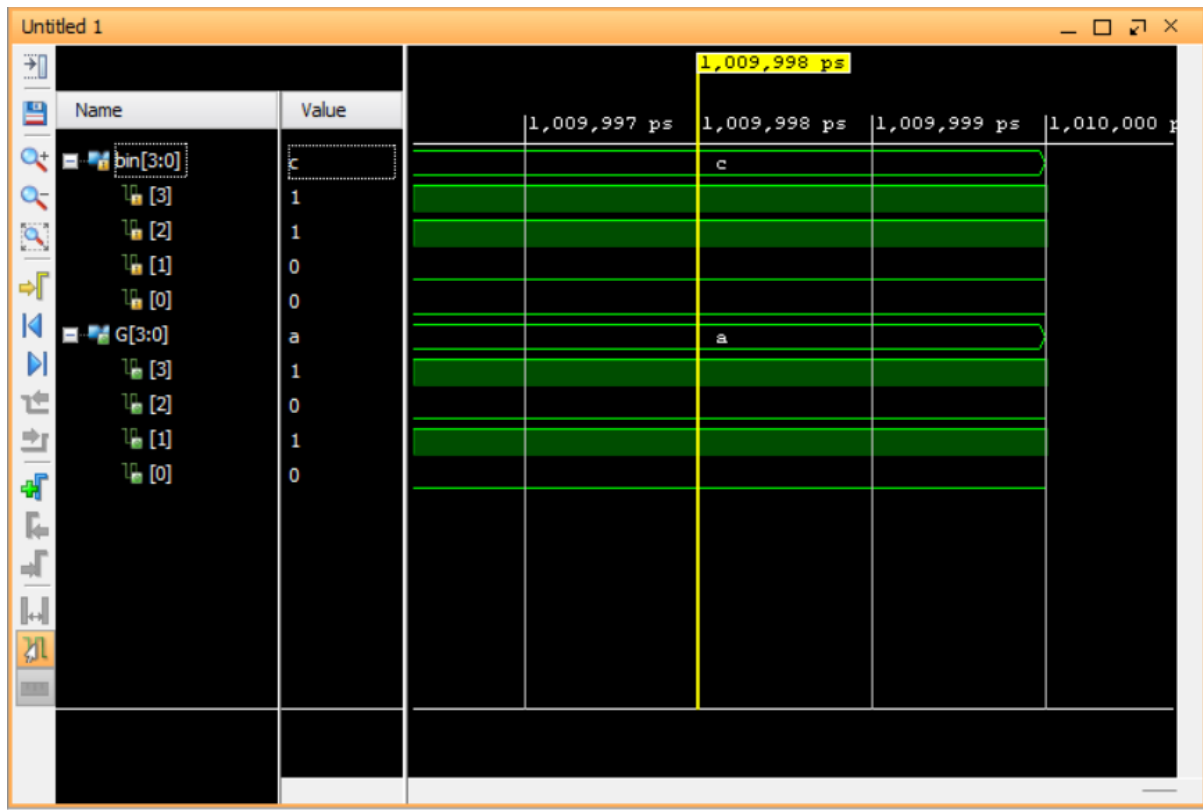 Untitled 1
1,009,998 ps
Name Value
1,009,997 ps 1,009,998 ps 1,009,999 ps 1,010,000 p
bin[3:0] c c
[3] 1
[2] 1
[1] 0
[0] 0
G[3:0] a a
[3] 1
[2] 0
[1] 1
[0] 0